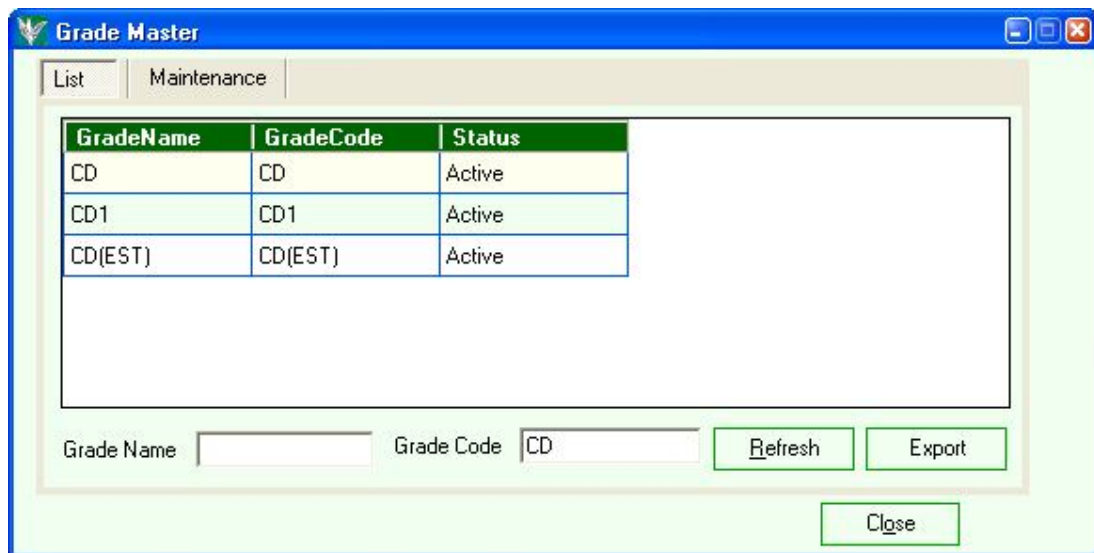 Grade Master
List Maintenance
GradeName GradeCode Status
CD CD Active
CD1 CD1 Active
CD(EST) CD(EST) Active
Grade Name Grade Code CD Refresh Export
Close